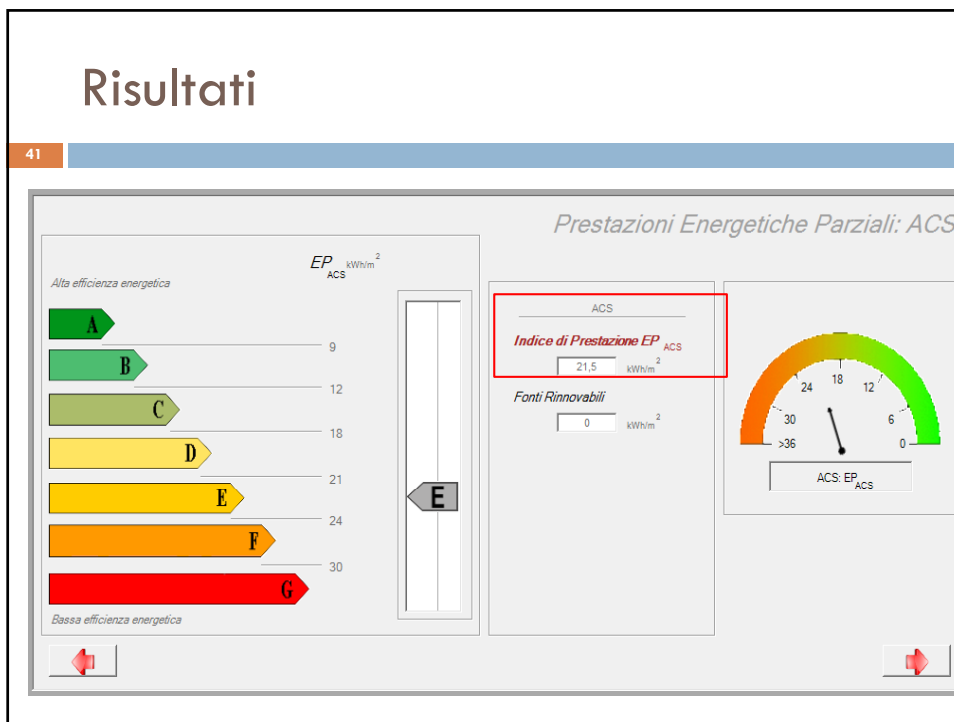 Risultati
41
Prestazioni Energetiche Parziali: ACS
EP ACS kWh/m²
Alta efficienza energetica
A
9
B
12
C
18
D
21
E
24
F
30
G
Bassa efficienza energetica
E
ACS
Indice di Prestazione EP ACS
21,5 kWh/m²
Fonti Rinnovabili
0 kWh/m²
18
24 12
30 6
>36 0
ACS: EP ACS